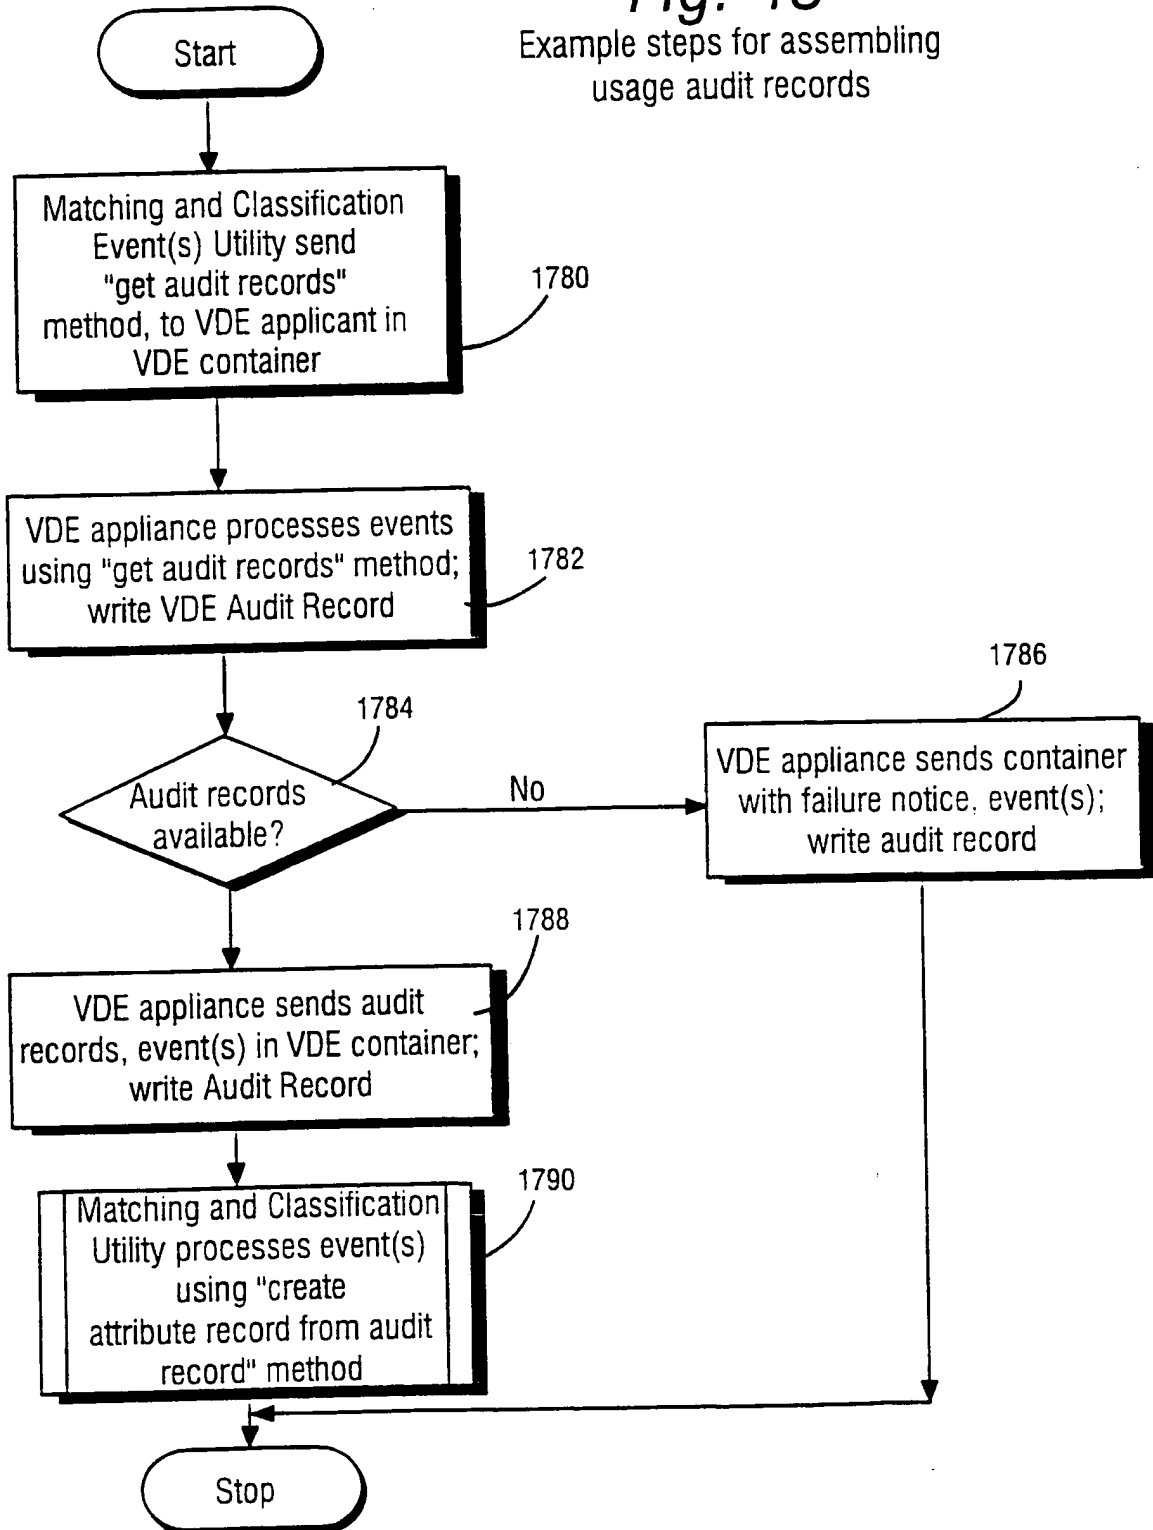 Example steps for assembling
usage audit records
Start
Matching and Classification
Event(s) Utility send
"get audit records"
method, to VDE applicant in
VDE container
1780
VDE appliance processes events
using "get audit records" method;
write VDE Audit Record
1782
1784
Audit records
available?
No
1786
VDE appliance sends container
with failure notice, event(s);
write audit record
1788
VDE appliance sends audit
records, event(s) in VDE container;
write Audit Record
1790
Matching and Classification
Utility processes event(s)
using "create
attribute record from audit
record" method
Stop